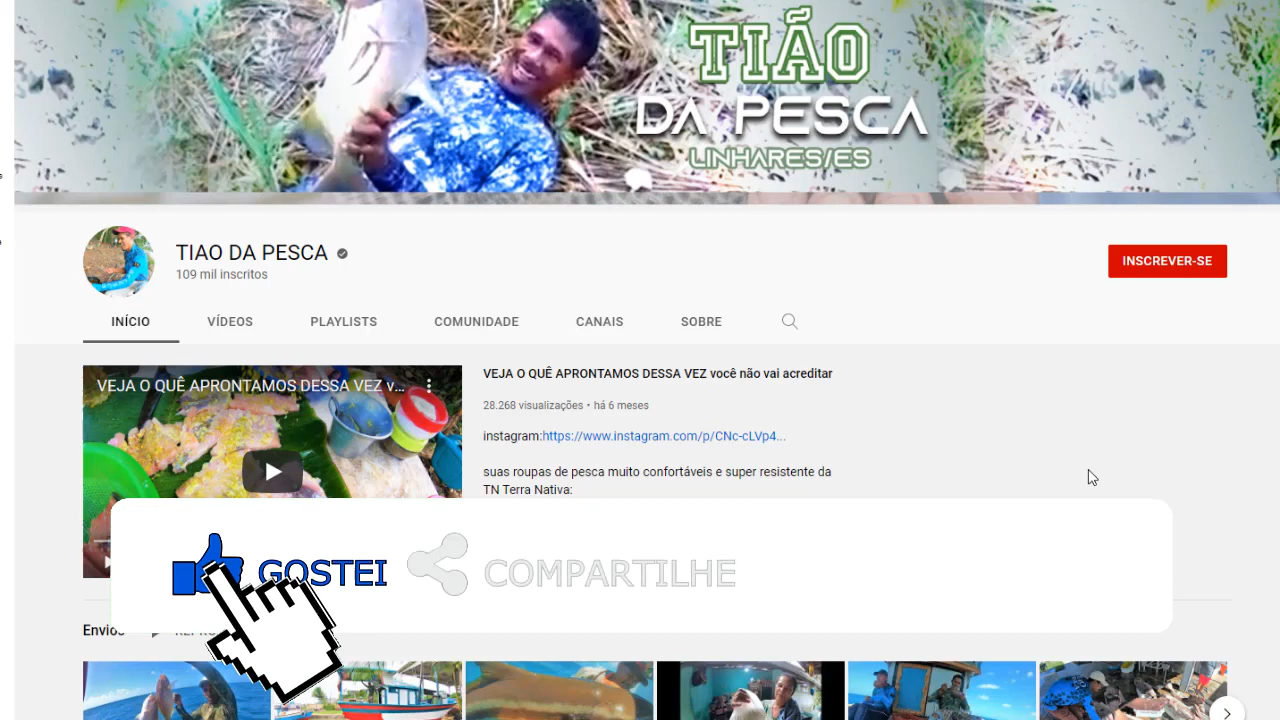 TIÃO
DA PESCA
LINHARES/ES
TIAO DA PESCA
109 mil inscritos
INSCREVER-SE
INÍCIO VÍDEOS PLAYLISTS COMUNIDADE CANAIS SOBRE
VEJA O QUÊ APRONTAMOS DESSA VEZ v...
VEJA O QUÊ APRONTAMOS DESSA VEZ você não vai acreditar
28.268 visualizações • há 6 meses
instagram:https://www.instagram.com/p/CNc-cLVp4...
suas roupas de pesca muito confortáveis e super resistente da
TN Terra Nativa:
GOSTEI COMPARTILHE
Envios